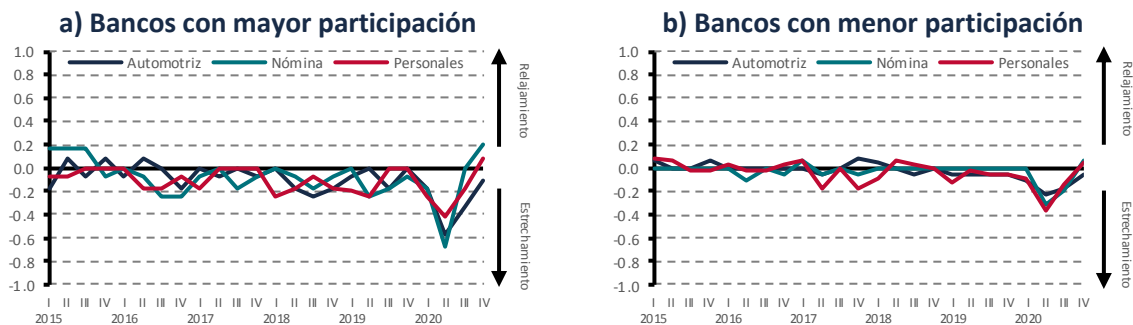 a) Bancos con mayor participación
1.0
0.8
0.6
0.4
0.2
0.0
-0.2
-0.4
-0.6
-0.8
-1.0
Automotriz Nómina Personales
Relajamiento
Estrechamiento
I II III IV I II III IV I II III IV I II III IV I II III IV I II III IV
2015 2016 2017 2018 2019 2020
b) Bancos con menor participación
1.0
0.8
0.6
0.4
0.2
0.0
-0.2
-0.4
-0.6
-0.8
-1.0
Automotriz Nómina Personales
Relajamiento
Estrechamiento
I II III IV I II III IV I II III IV I II III IV I II III IV I II III IV
2015 2016 2017 2018 2019 2020